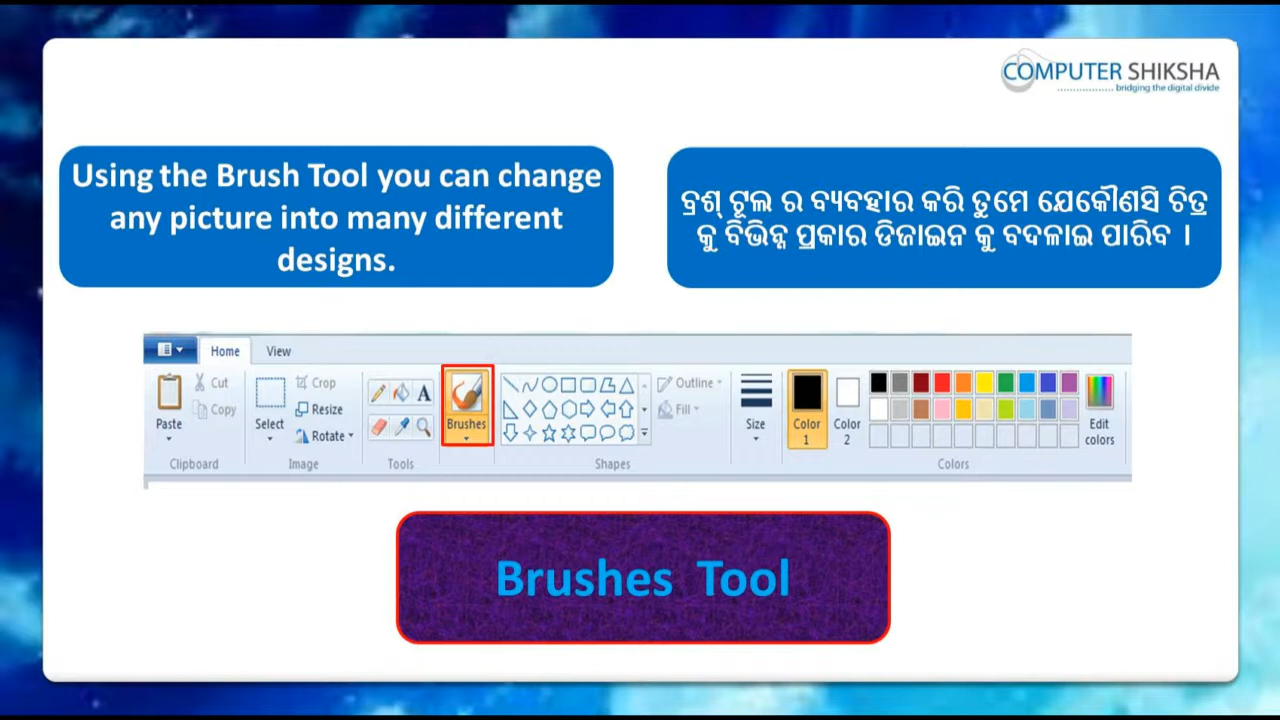 COMPUTER SHIKSHA
bridging the digital divide
Using the Brush Tool you can change
any picture into many different
designs.
ବ୍ରଶ୍ ଟୂଲ ର ବ୍ୟବହାର କରି ତୁମେ ଯେକୌଣସି ଚିତ୍ର
କୁ ବିଭିନ୍ନ ପ୍ରକାର ଡିଜାଇନ କୁ ବଦଳାଇ ପାରିବ ।
Home View
Cut
Copy
Paste
Clipboard
Crop
Resize
Rotate
Select
Image
A
Tools
Brushes
Outline
Fill
Shapes
Size
Color
1
Color
2
Edit
colors
Colors
Brushes Tool